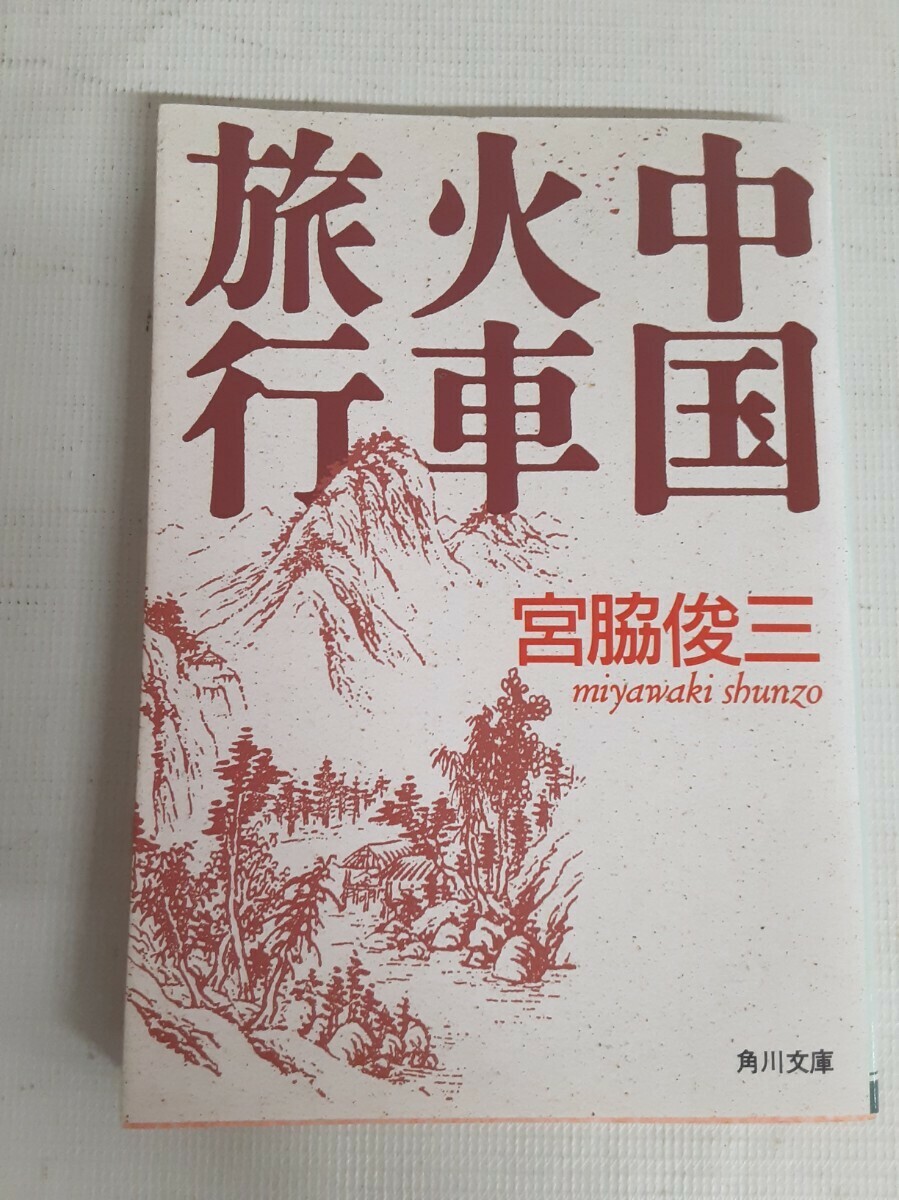 中国
火車
旅行
宮脇俊三
miyawaki shunzo
角川文庫